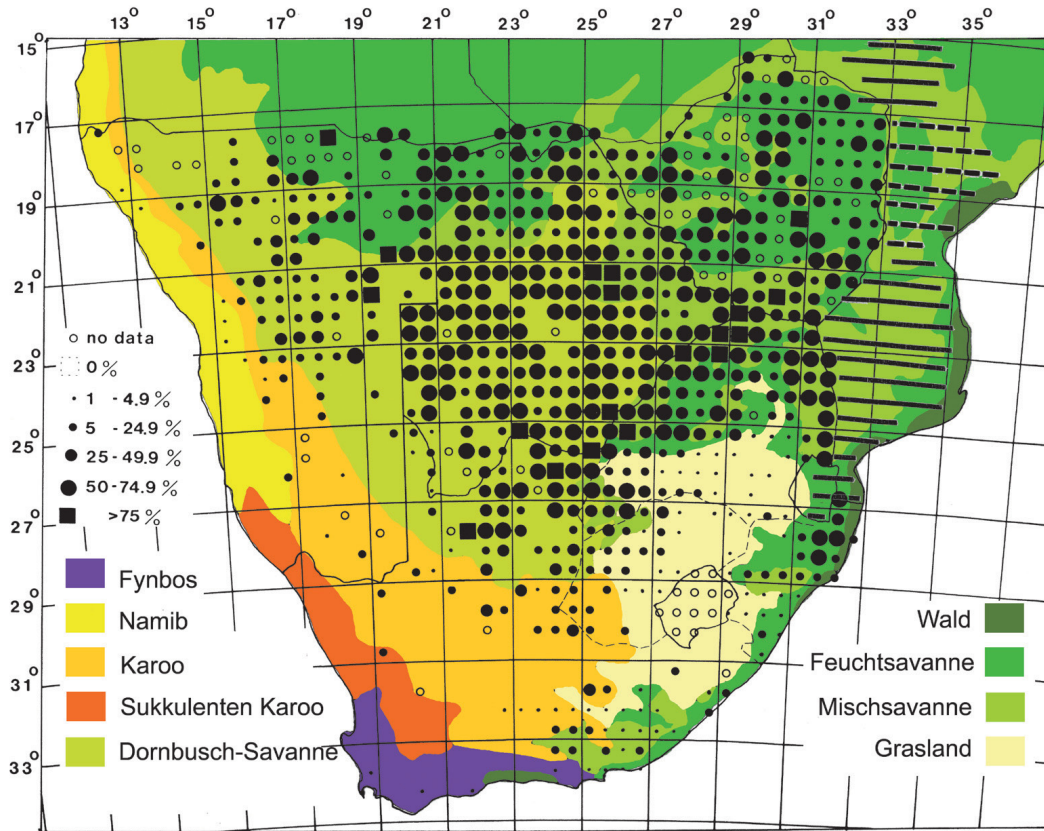 13° 15° 17° 19° 21° 23° 25° 27° 29° 31° 33° 35°
15°
17°
19°
21°
23°
25°
27°
29°
31°
33°
no data
0 %
1 - 4.9 %
5 - 24.9 %
25 - 49.9 %
50 - 74.9 %
>75 %
Fynbos
Namib
Karoo
Sukkulenten Karoo
Dornbusch-Savanne
Wald
Feuchtsavanne
Mischsavanne
Grasland